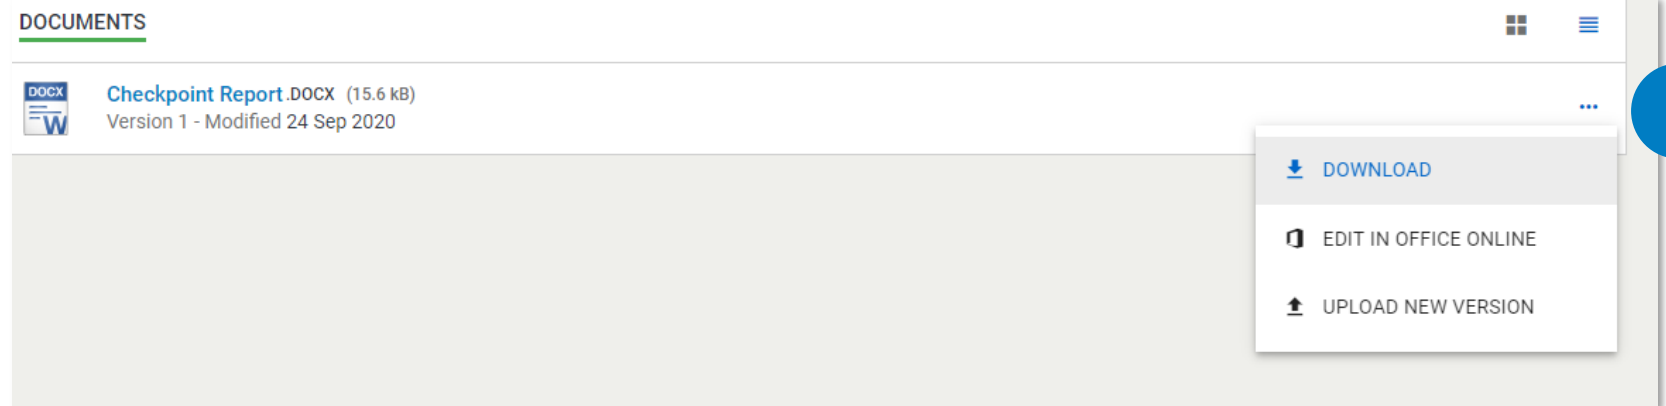 DOCUMENTS
DOCX
W
Checkpoint Report.DOCX (15.6 kB)
Version 1 - Modified 24 Sep 2020
DOWNLOAD
EDIT IN OFFICE ONLINE
UPLOAD NEW VERSION